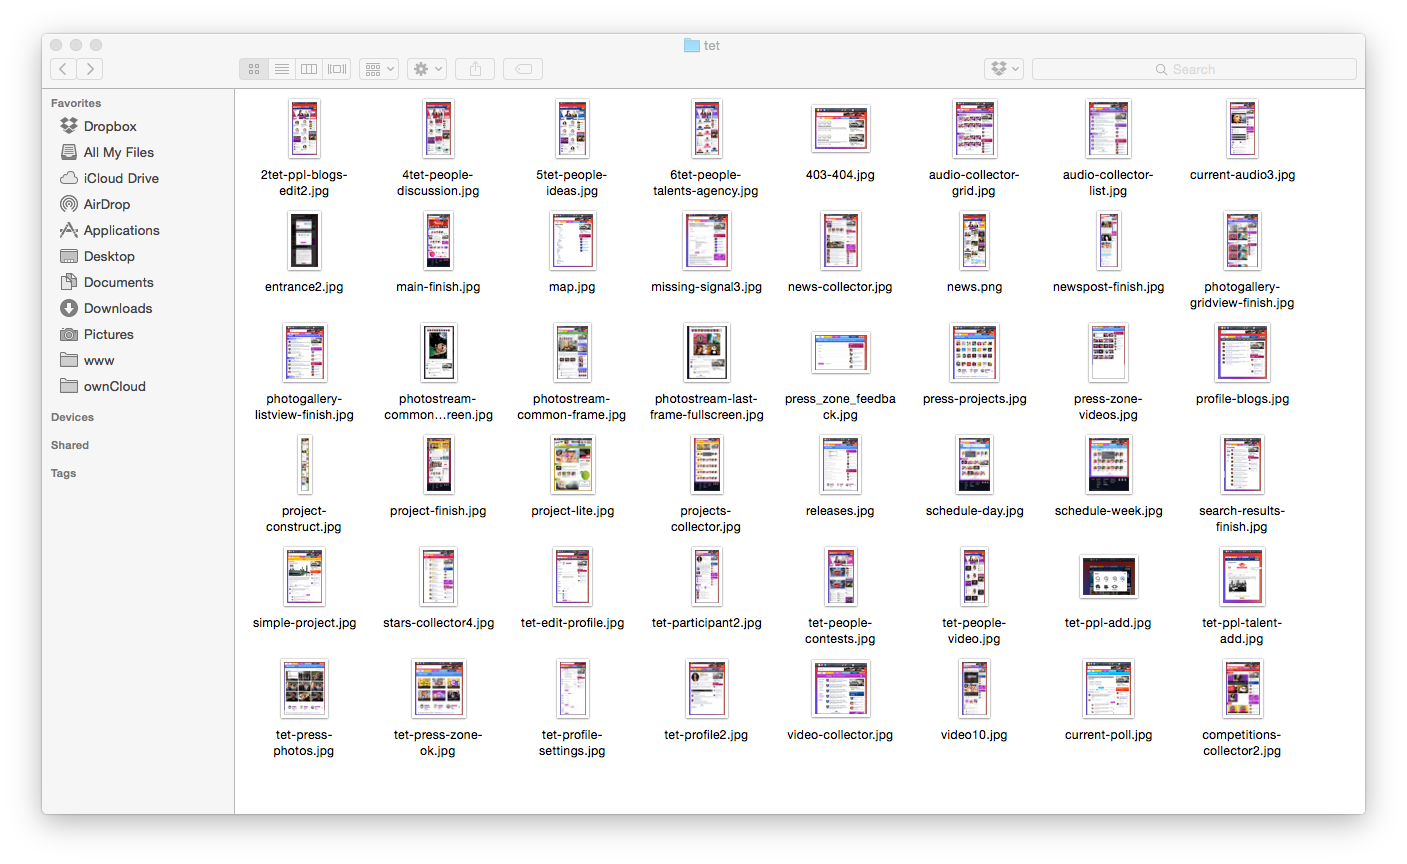 tet
Search
Favorites
Dropbox
All My Files
iCloud Drive
AirDrop
Applications
Desktop
Documents
Downloads
Pictures
www
ownCloud
Devices
Shared
Tags
2tet-ppl-blogs-
edit2.jpg
4tet-people-
discussion.jpg
5tet-people-
ideas.jpg
6tet-people-
talents-agency.jpg
403-404.jpg
audio-collector-
grid.jpg
audio-collector-
list.jpg
current-audio3.jpg
entrance2.jpg
main-finish.jpg
map.jpg
missing-signal3.jpg
news-collector.jpg
news.png
newspost-finish.jpg
photogallery-
gridview-finish.jpg
photogallery-
listview-finish.jpg
photostream-
common...reen.jpg
photostream-
common-frame.jpg
photostream-last-
frame-fullscreen.jpg
press_zone_feedba
ck.jpg
press-projects.jpg
press-zone-
videos.jpg
profile-blogs.jpg
project-
construct.jpg
project-finish.jpg
project-lite.jpg
projects-
collector.jpg
releases.jpg
schedule-day.jpg
schedule-week.jpg
search-results-
finish.jpg
simple-project.jpg
stars-collector4.jpg
tet-edit-profile.jpg
tet-participant2.jpg
tet-people-
contests.jpg
tet-people-
video.jpg
tet-ppl-add.jpg
tet-ppl-talent-
add.jpg
tet-press-
photos.jpg
tet-press-zone-
ok.jpg
tet-profile-
settings.jpg
tet-profile2.jpg
video-collector.jpg
video10.jpg
current-poll.jpg
competitions-
collector2.jpg